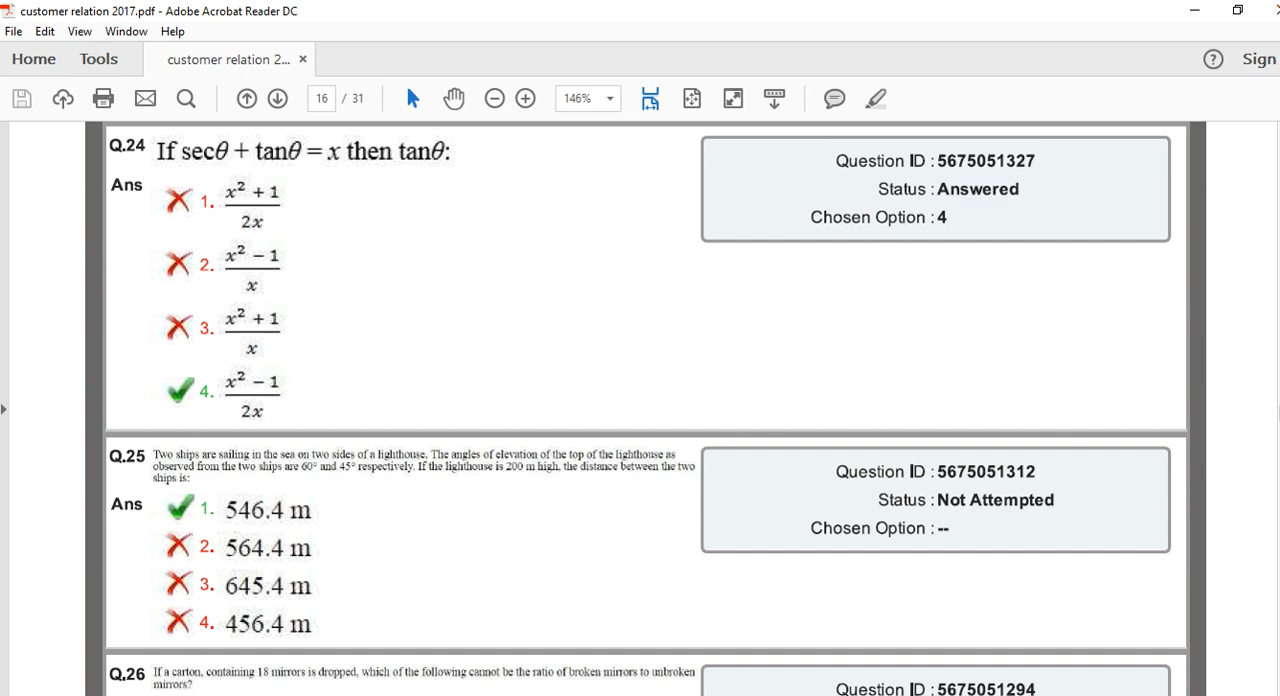 customer relation 2017.pdf - Adobe Acrobat Reader DC
File Edit View Window Help
Home Tools customer relation 2... × ? Sign
16 / 31 146%
Q.24 If secθ + tanθ = x then tanθ:
Question ID : 5675051327
Status : Answered
Chosen Option : 4
Ans
1. x² + 1
2x
2. x² − 1
x
3. x² + 1
x
4. x² − 1
2x
Q.25 Two ships are sailing in the sea on two sides of a lighthouse. The angles of elevation of the top of the lighthouse as
observed from the two ships are 60° and 45° respectively. If the lighthouse is 200 m high, the distance between the two
ships is:
Question ID : 5675051312
Status : Not Attempted
Chosen Option : --
Ans
1. 546.4 m
2. 564.4 m
3. 645.4 m
4. 456.4 m
Q.26 If a carton, containing 18 mirrors is dropped, which of the following cannot be the ratio of broken mirrors to unbroken
mirrors?
Question ID : 5675051294